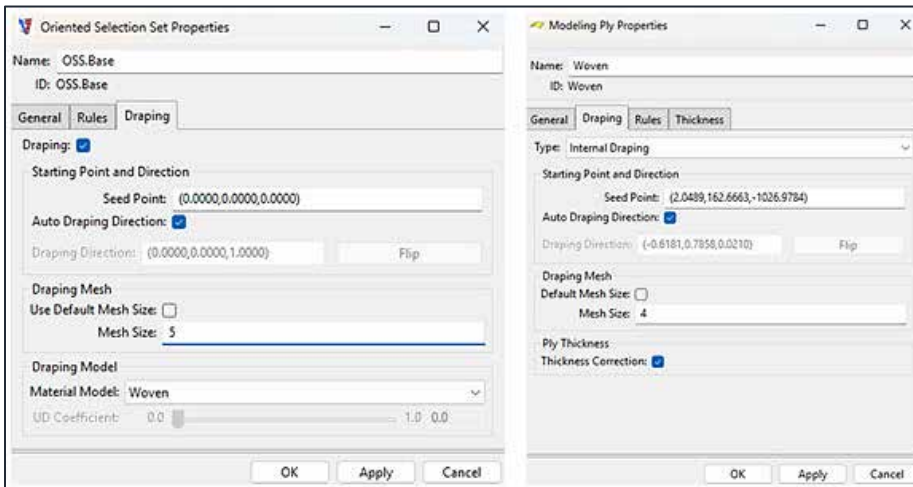 Oriented Selection Set Properties
Name: OSS.Base
ID: OSS.Base
General Rules Draping
Draping:
Starting Point and Direction
Seed Point: (0.0000,0.0000,0.0000)
Auto Draping Direction:
Draping Direction: (0.0000,0.0000,1.0000) Flip
Draping Mesh
Use Default Mesh Size:
Mesh Size: 5
Draping Model
Material Model: Woven
UD Coefficient: 0.0 1.0 0.0
OK Apply Cancel
Modeling Ply Properties
Name: Woven
ID: Woven
General Draping Rules Thickness
Type: Internal Draping
Starting Point and Direction
Seed Point: (2.0489,162.6663,-1026.9784)
Auto Draping Direction:
Draping Direction: (-0.6181,0.7858,0.0210) Flip
Draping Mesh
Default Mesh Size:
Mesh Size: 4
Ply Thickness
Thickness Correction:
OK Apply Cancel